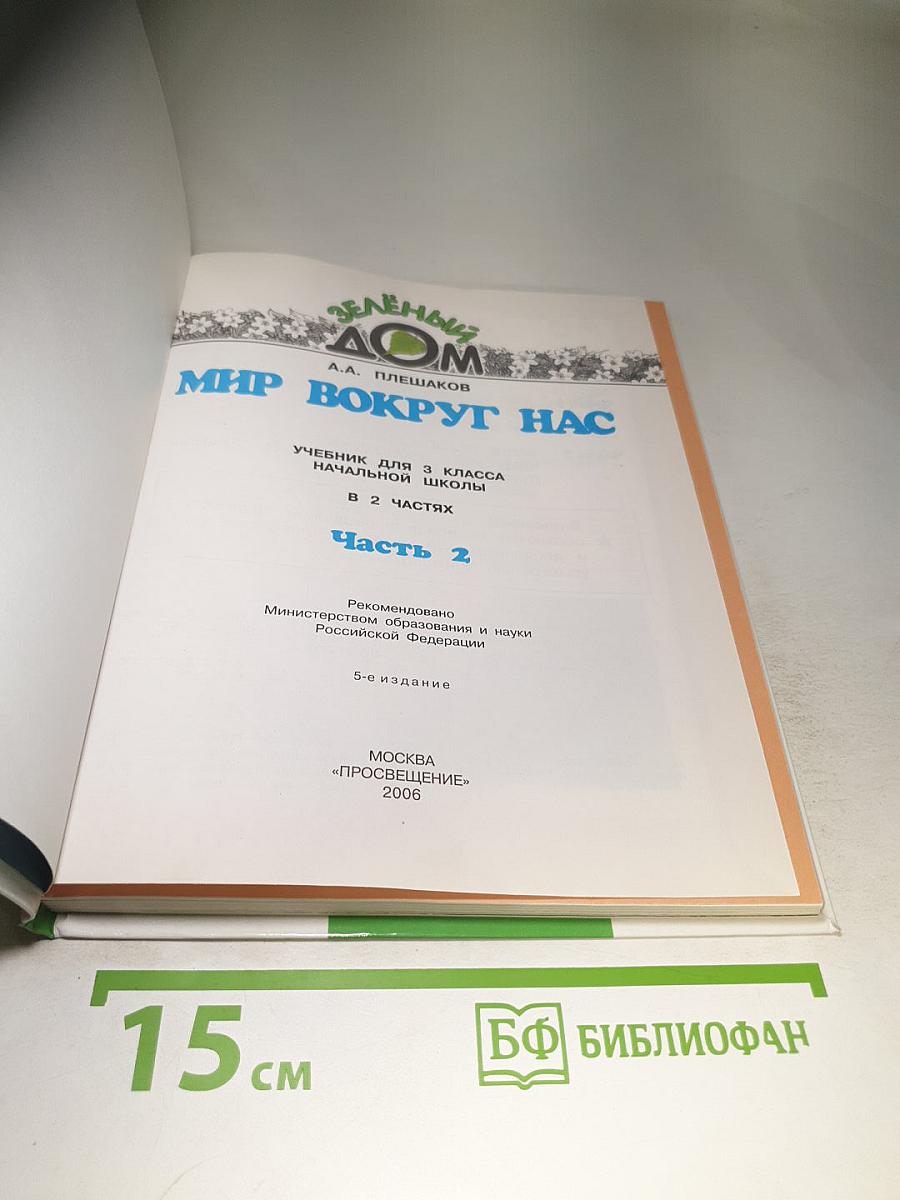 ЗЕЛЁНЫЙ
ДОМ
А.А. ПЛЕШАКОВ
МИР ВОКРУГ НАС
УЧЕБНИК ДЛЯ 3 КЛАССА
НАЧАЛЬНОЙ ШКОЛЫ
В 2 ЧАСТЯХ
Часть 2
Рекомендовано
Министерством образования и науки
Российской Федерации
5-е издание
МОСКВА
«ПРОСВЕЩЕНИЕ»
2006
15 см
БФ БИБЛИОФАН